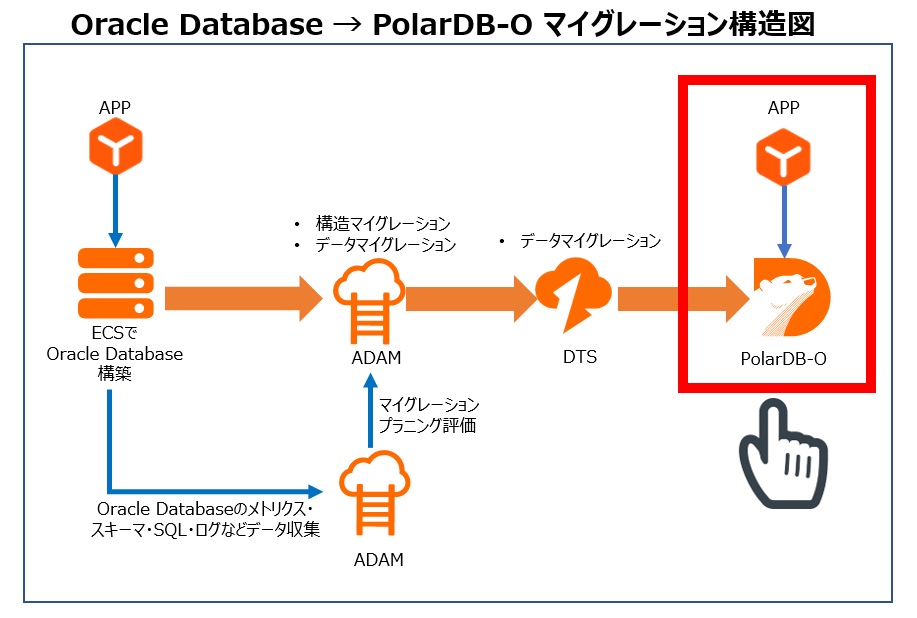 Oracle Database → PolarDB-O マイグレーション構造図
APP
APP
• 構造マイグレーション
• データマイグレーション
• データマイグレーション
ECSで
Oracle Database
構築
ADAM
DTS
PolarDB-O
マイグレーション
プラニング評価
Oracle Databaseのメトリクス・
スキーマ・SQL・ログなどデータ収集
ADAM